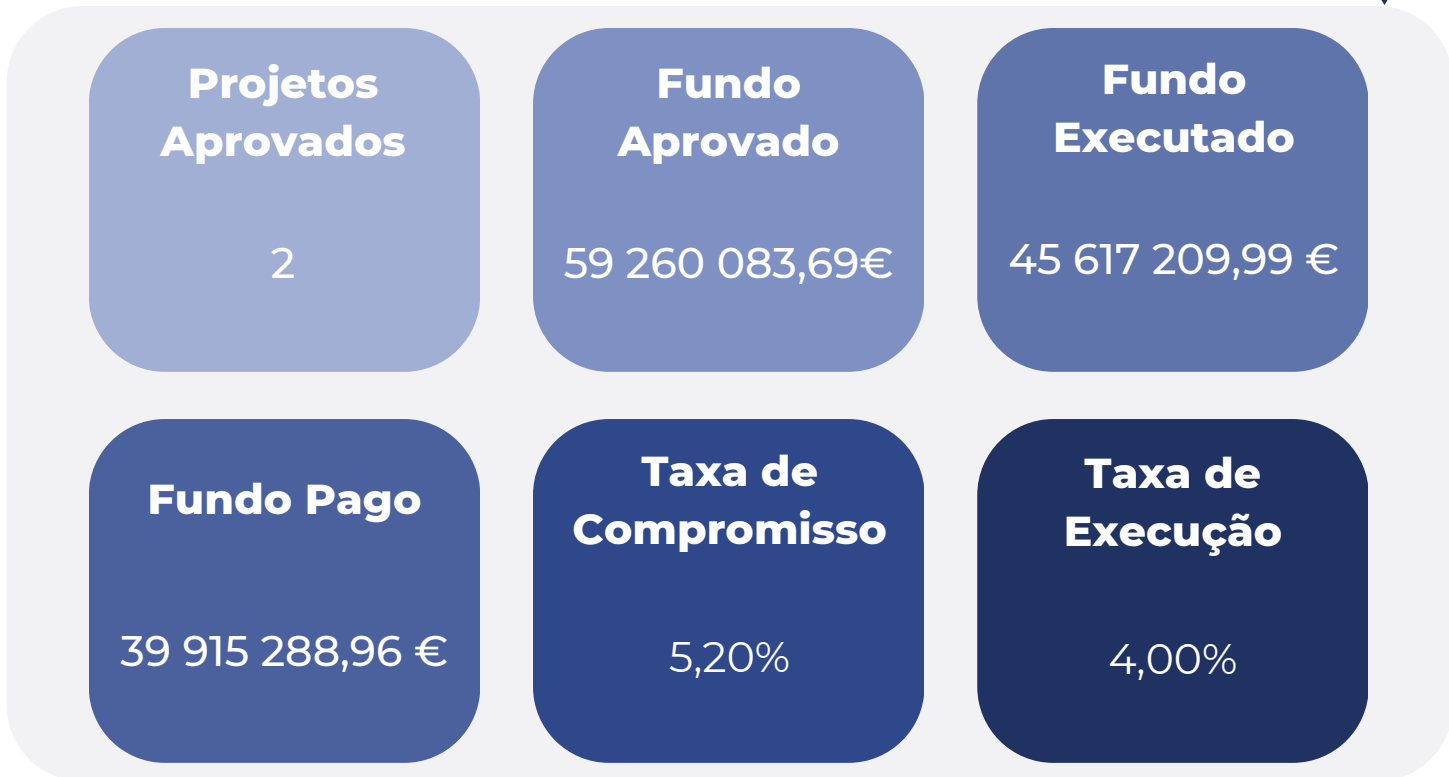 Projetos
Aprovados
2
Fundo
Aprovado
59 260 083,69€
Fundo
Executado
45 617 209,99 €
Fundo Pago
39 915 288,96 €
Taxa de
Compromisso
5,20%
Taxa de
Execução
4,00%